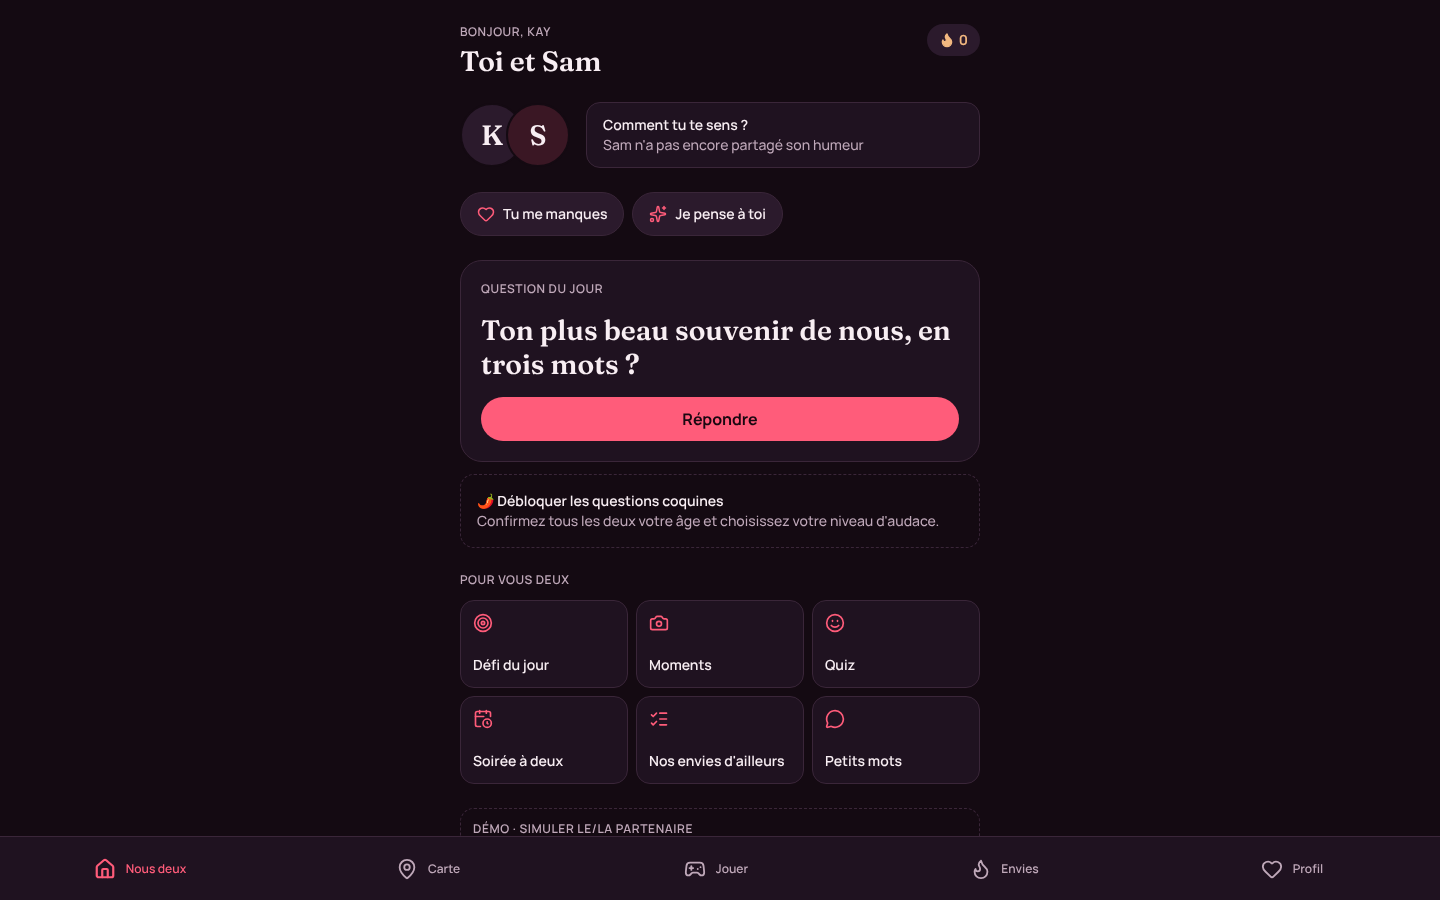 BONJOUR, KAY
Toi et Sam
0
K
S
Comment tu te sens ?
Sam n'a pas encore partagé son humeur
Tu me manques
Je pense à toi
QUESTION DU JOUR
Ton plus beau souvenir de nous, en
trois mots ?
Répondre
🌶️ Débloquer les questions coquines
Confirmez tous les deux votre âge et choisissez votre niveau d'audace.
POUR VOUS DEUX
Défi du jour
Moments
Quiz
Soirée à deux
Nos envies d'ailleurs
Petits mots
DÉMO · SIMULER LE/LA PARTENAIRE
Nous deux
Carte
Jouer
Envies
Profil